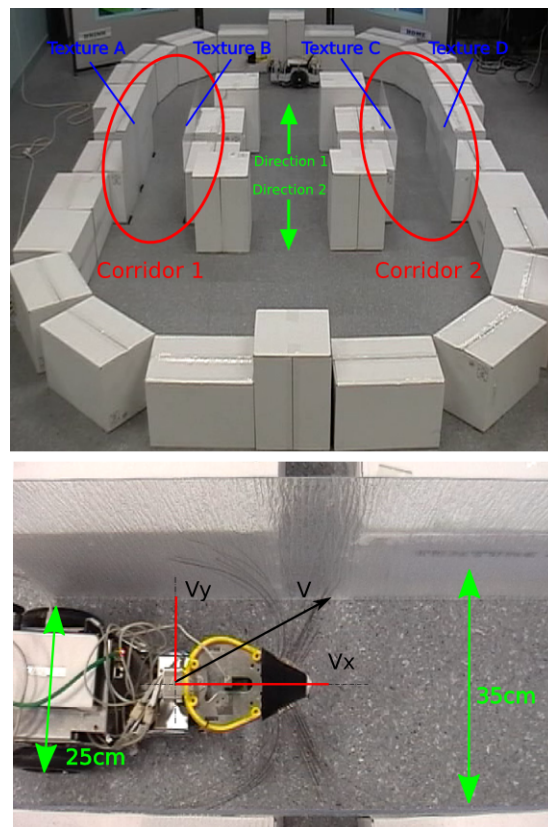 Texture A
Texture B
Texture C
Texture D
Direction 1
Direction 2
Corridor 1
Corridor 2
Vy
V
Vx
35cm
25cm